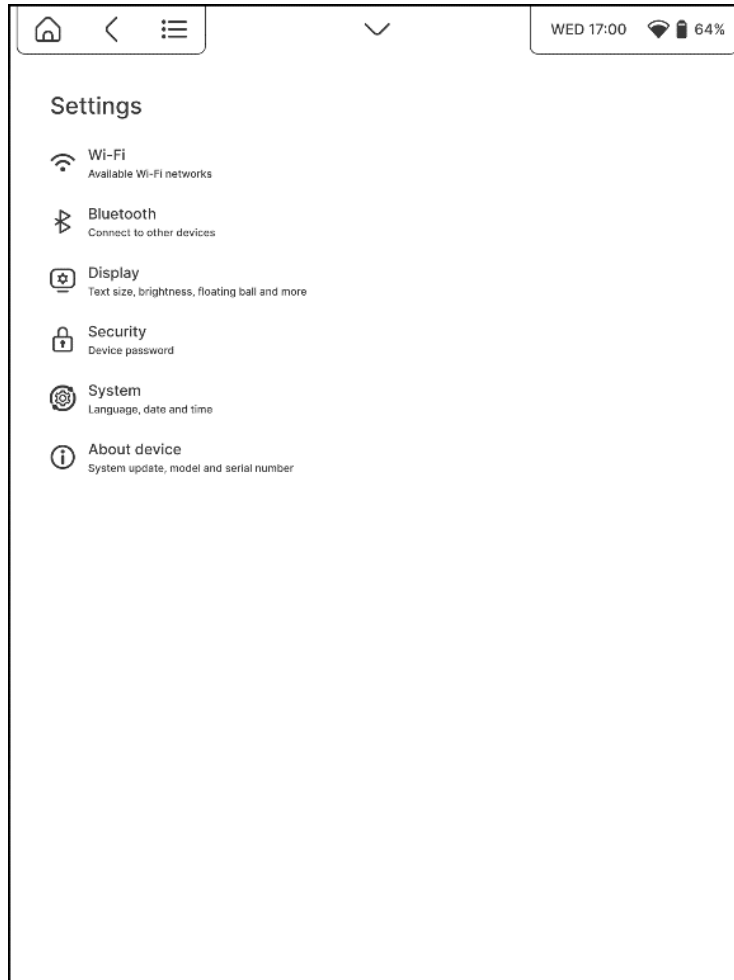 WED 17:00 64%
Settings
Wi-Fi
Available Wi-Fi networks
Bluetooth
Connect to other devices
Display
Text size, brightness, floating ball and more
Security
Device password
System
Language, date and time
About device
System update, model and serial number